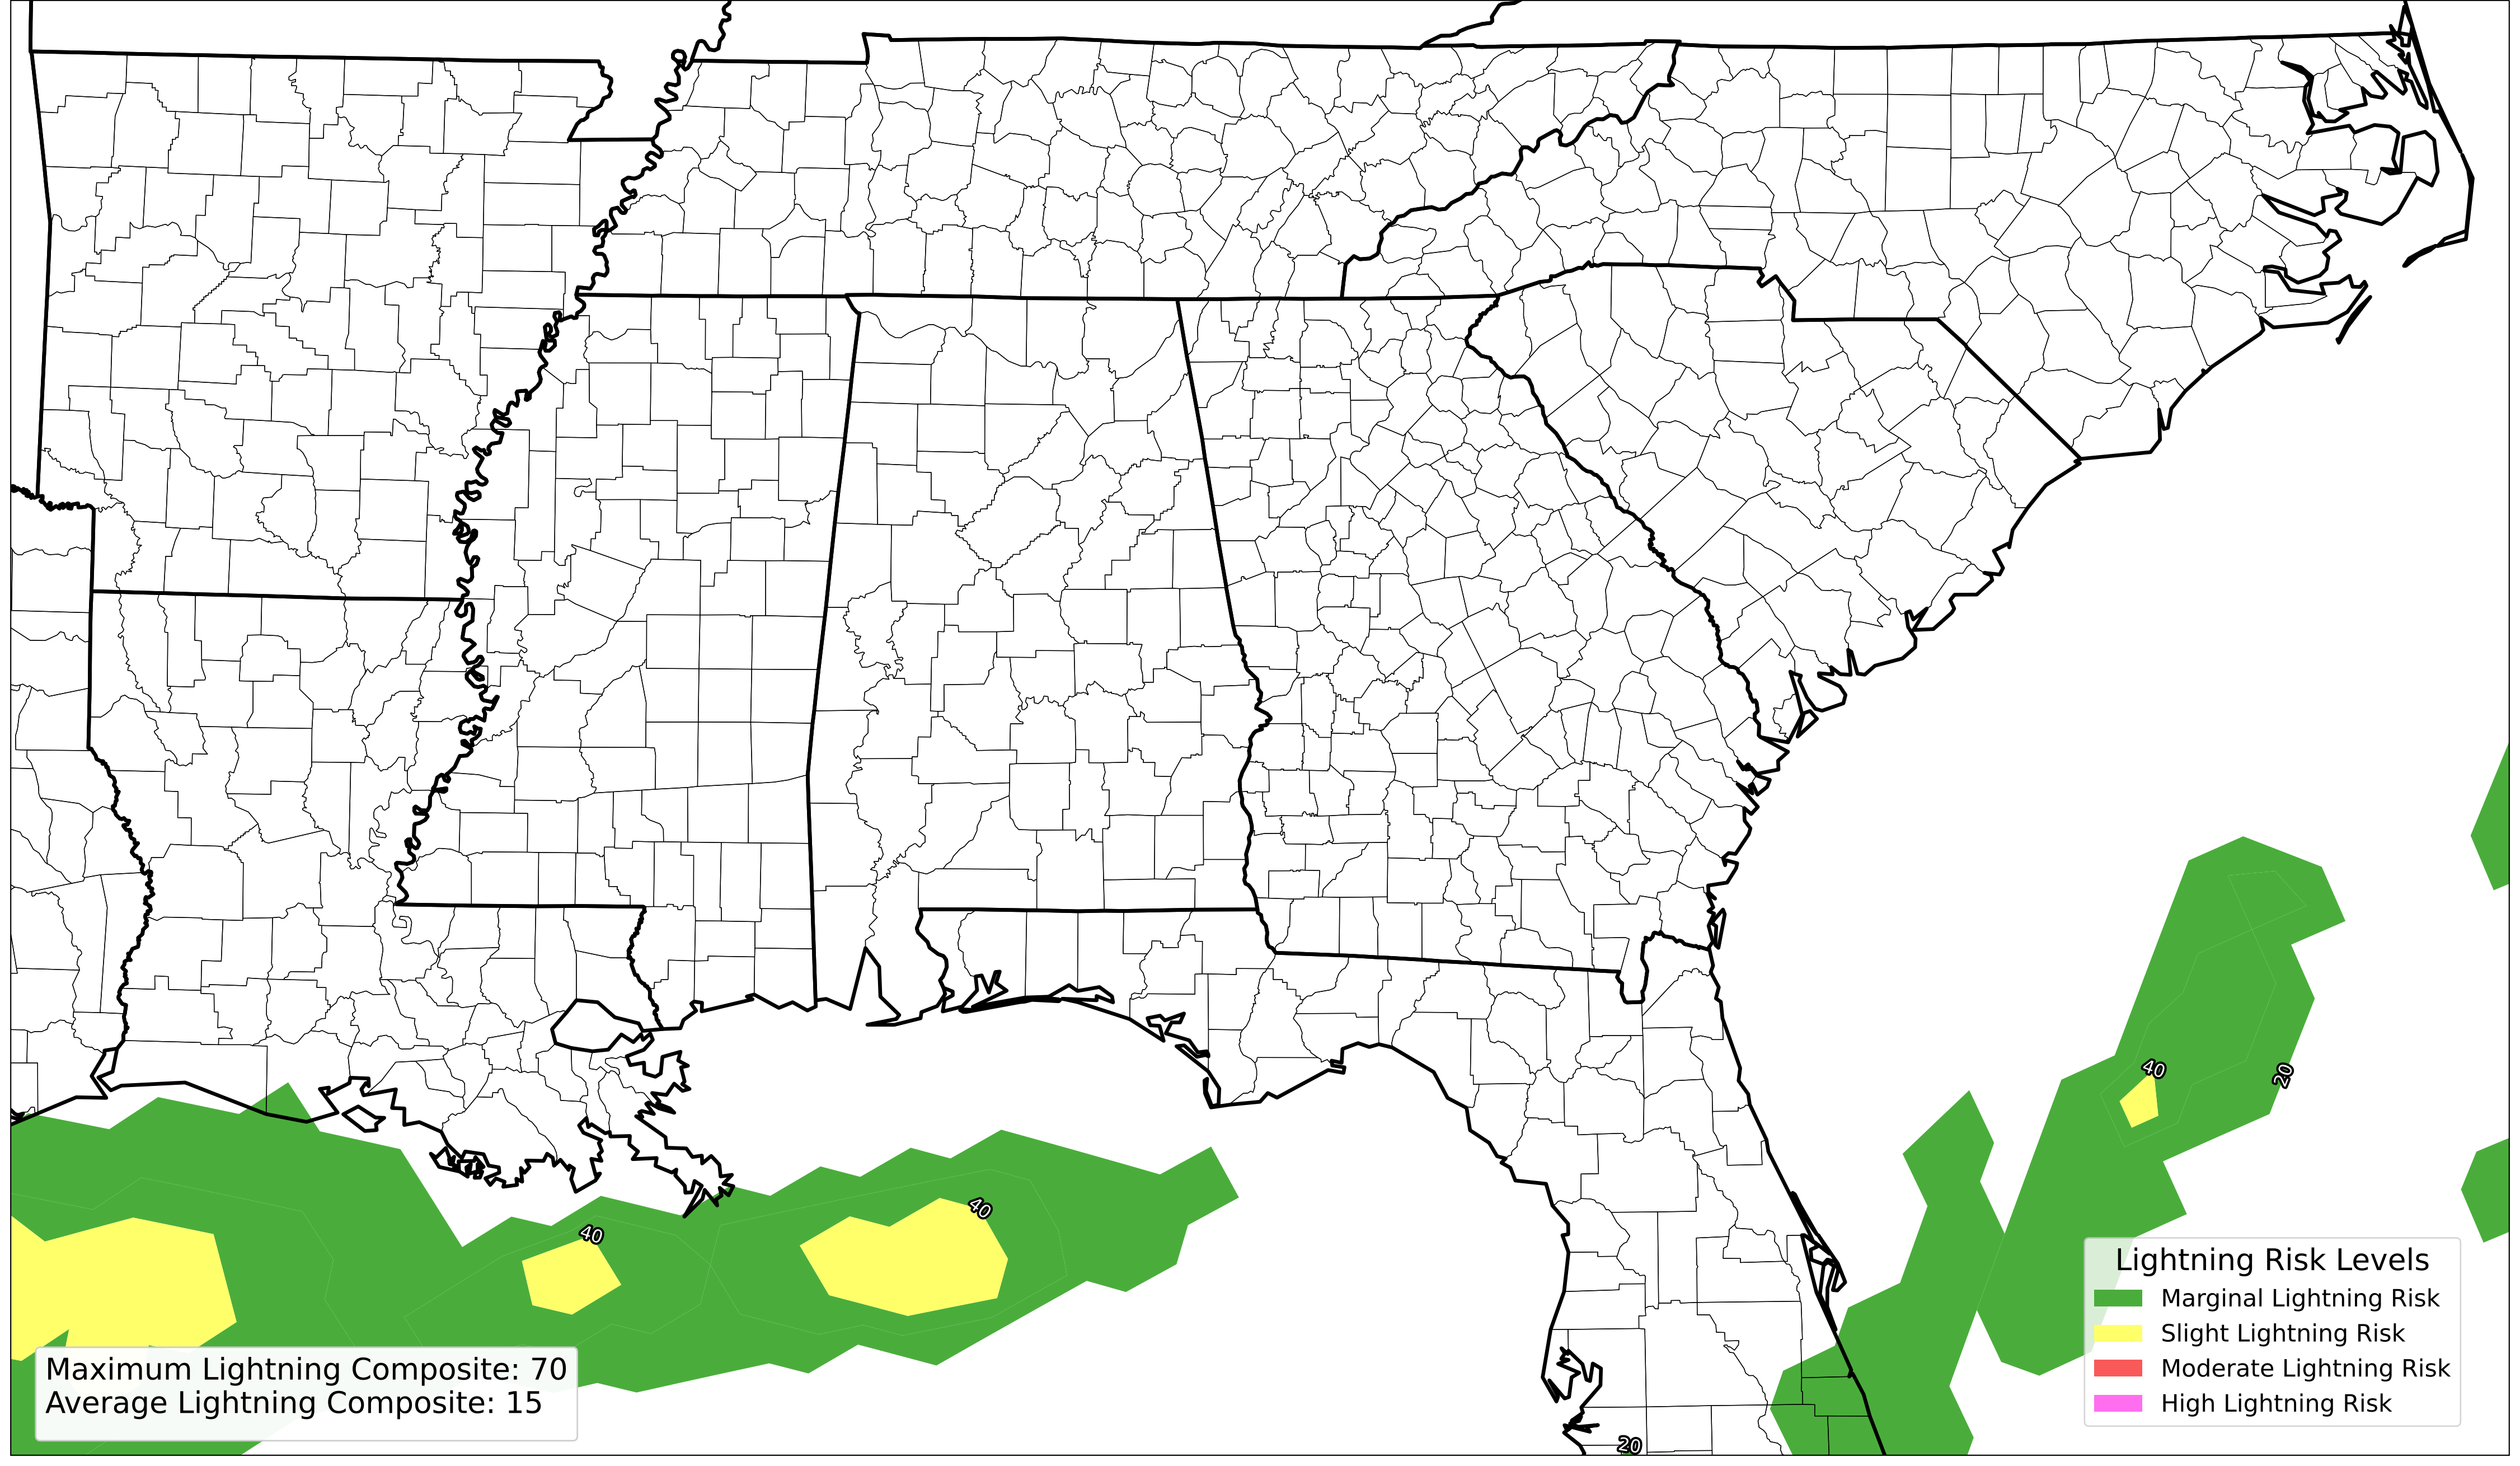 40
20
40
40
Lightning Risk Levels
Marginal Lightning Risk
Slight Lightning Risk
Moderate Lightning Risk
High Lightning Risk
Maximum Lightning Composite: 70
Average Lightning Composite: 15
20